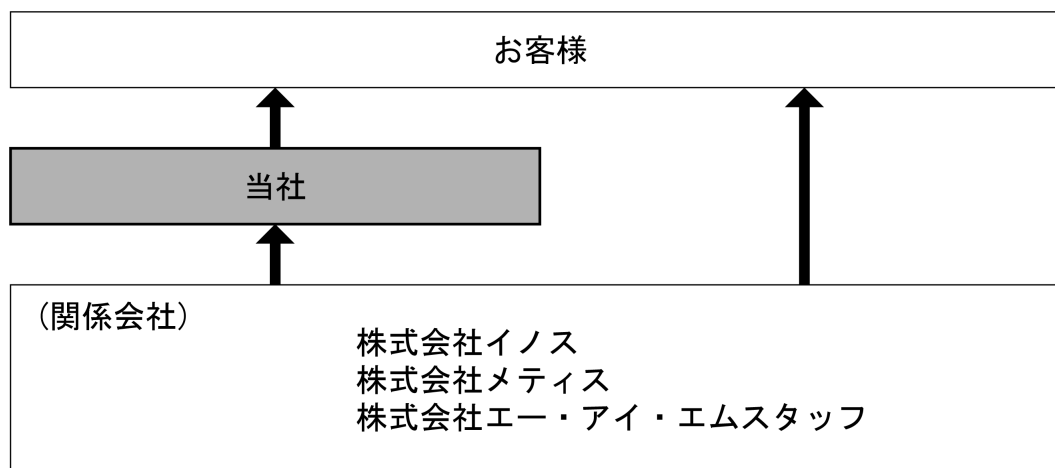 お客様
当社
(関係会社)
株式会社イノス
株式会社メティス
株式会社エー・アイ・エムスタッフ